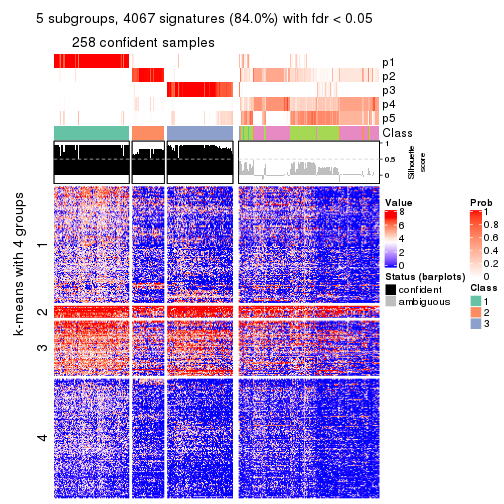 5 subgroups, 4067 signatures (84.0%) with fdr < 0.05
258 confident samples
p1
p2
p3
p4
p5
Class
1
0.5
0
Silhouette
score
k-means with 4 groups
1
2
3
4
Value
8
6
4
2
0
Status (barplots)
confident
ambiguous
Prob
1
0.8
0.6
0.4
0.2
0
Class
1
2
3